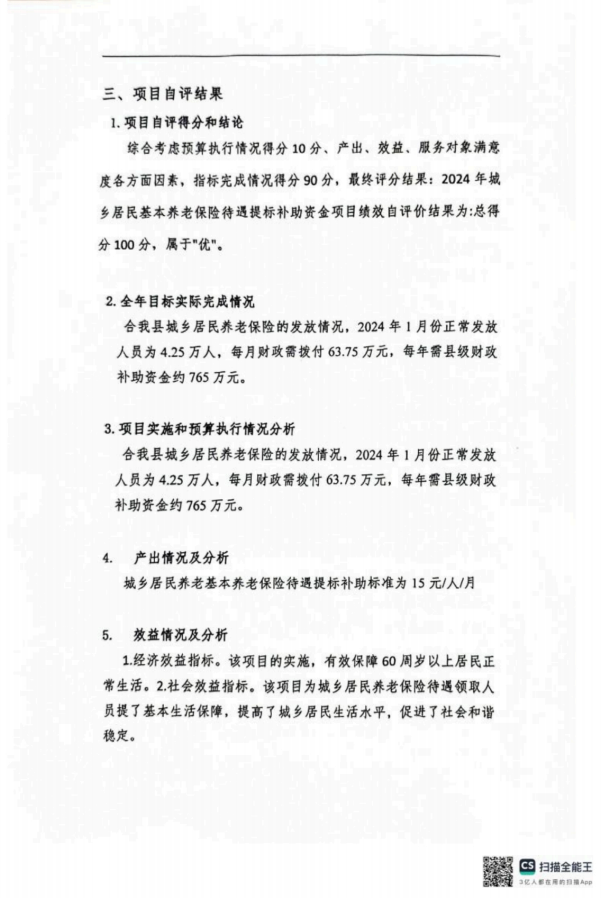 三、项目自评结果
1. 项目自评得分和结论
综合考虑预算执行情况得分 10 分、产出、效益、服务对象满意
度各方面因素，指标完成情况得分 90 分，最终评分结果：2024 年城
乡居民基本养老保险待遇提标补助资金项目绩效自评价结果为:总得
分 100 分，属于"优"。
2. 全年目标实际完成情况
合我县城乡居民养老保险的发放情况，2024 年 1 月份正常发放
人员为 4.25 万人，每月财政需拨付 63.75 万元，每年需县级财政
补助资金约 765 万元。
3. 项目实施和预算执行情况分析
合我县城乡居民养老保险的发放情况，2024 年 1 月份正常发放
人员为 4.25 万人，每月财政需拨付 63.75 万元，每年需县级财政
补助资金约 765 万元。
4. 产出情况及分析
城乡居民养老基本养老保险待遇提标补助标准为 15 元/人/月
5. 效益情况及分析
1.经济效益指标。该项目的实施，有效保障 60 周岁以上居民正
常生活。2.社会效益指标。该项目为城乡居民养老保险待遇领取人
员提了基本生活保障，提高了城乡居民生活水平，促进了社会和谐
稳定。
CS 扫描全能王
3亿人都在用的扫描App